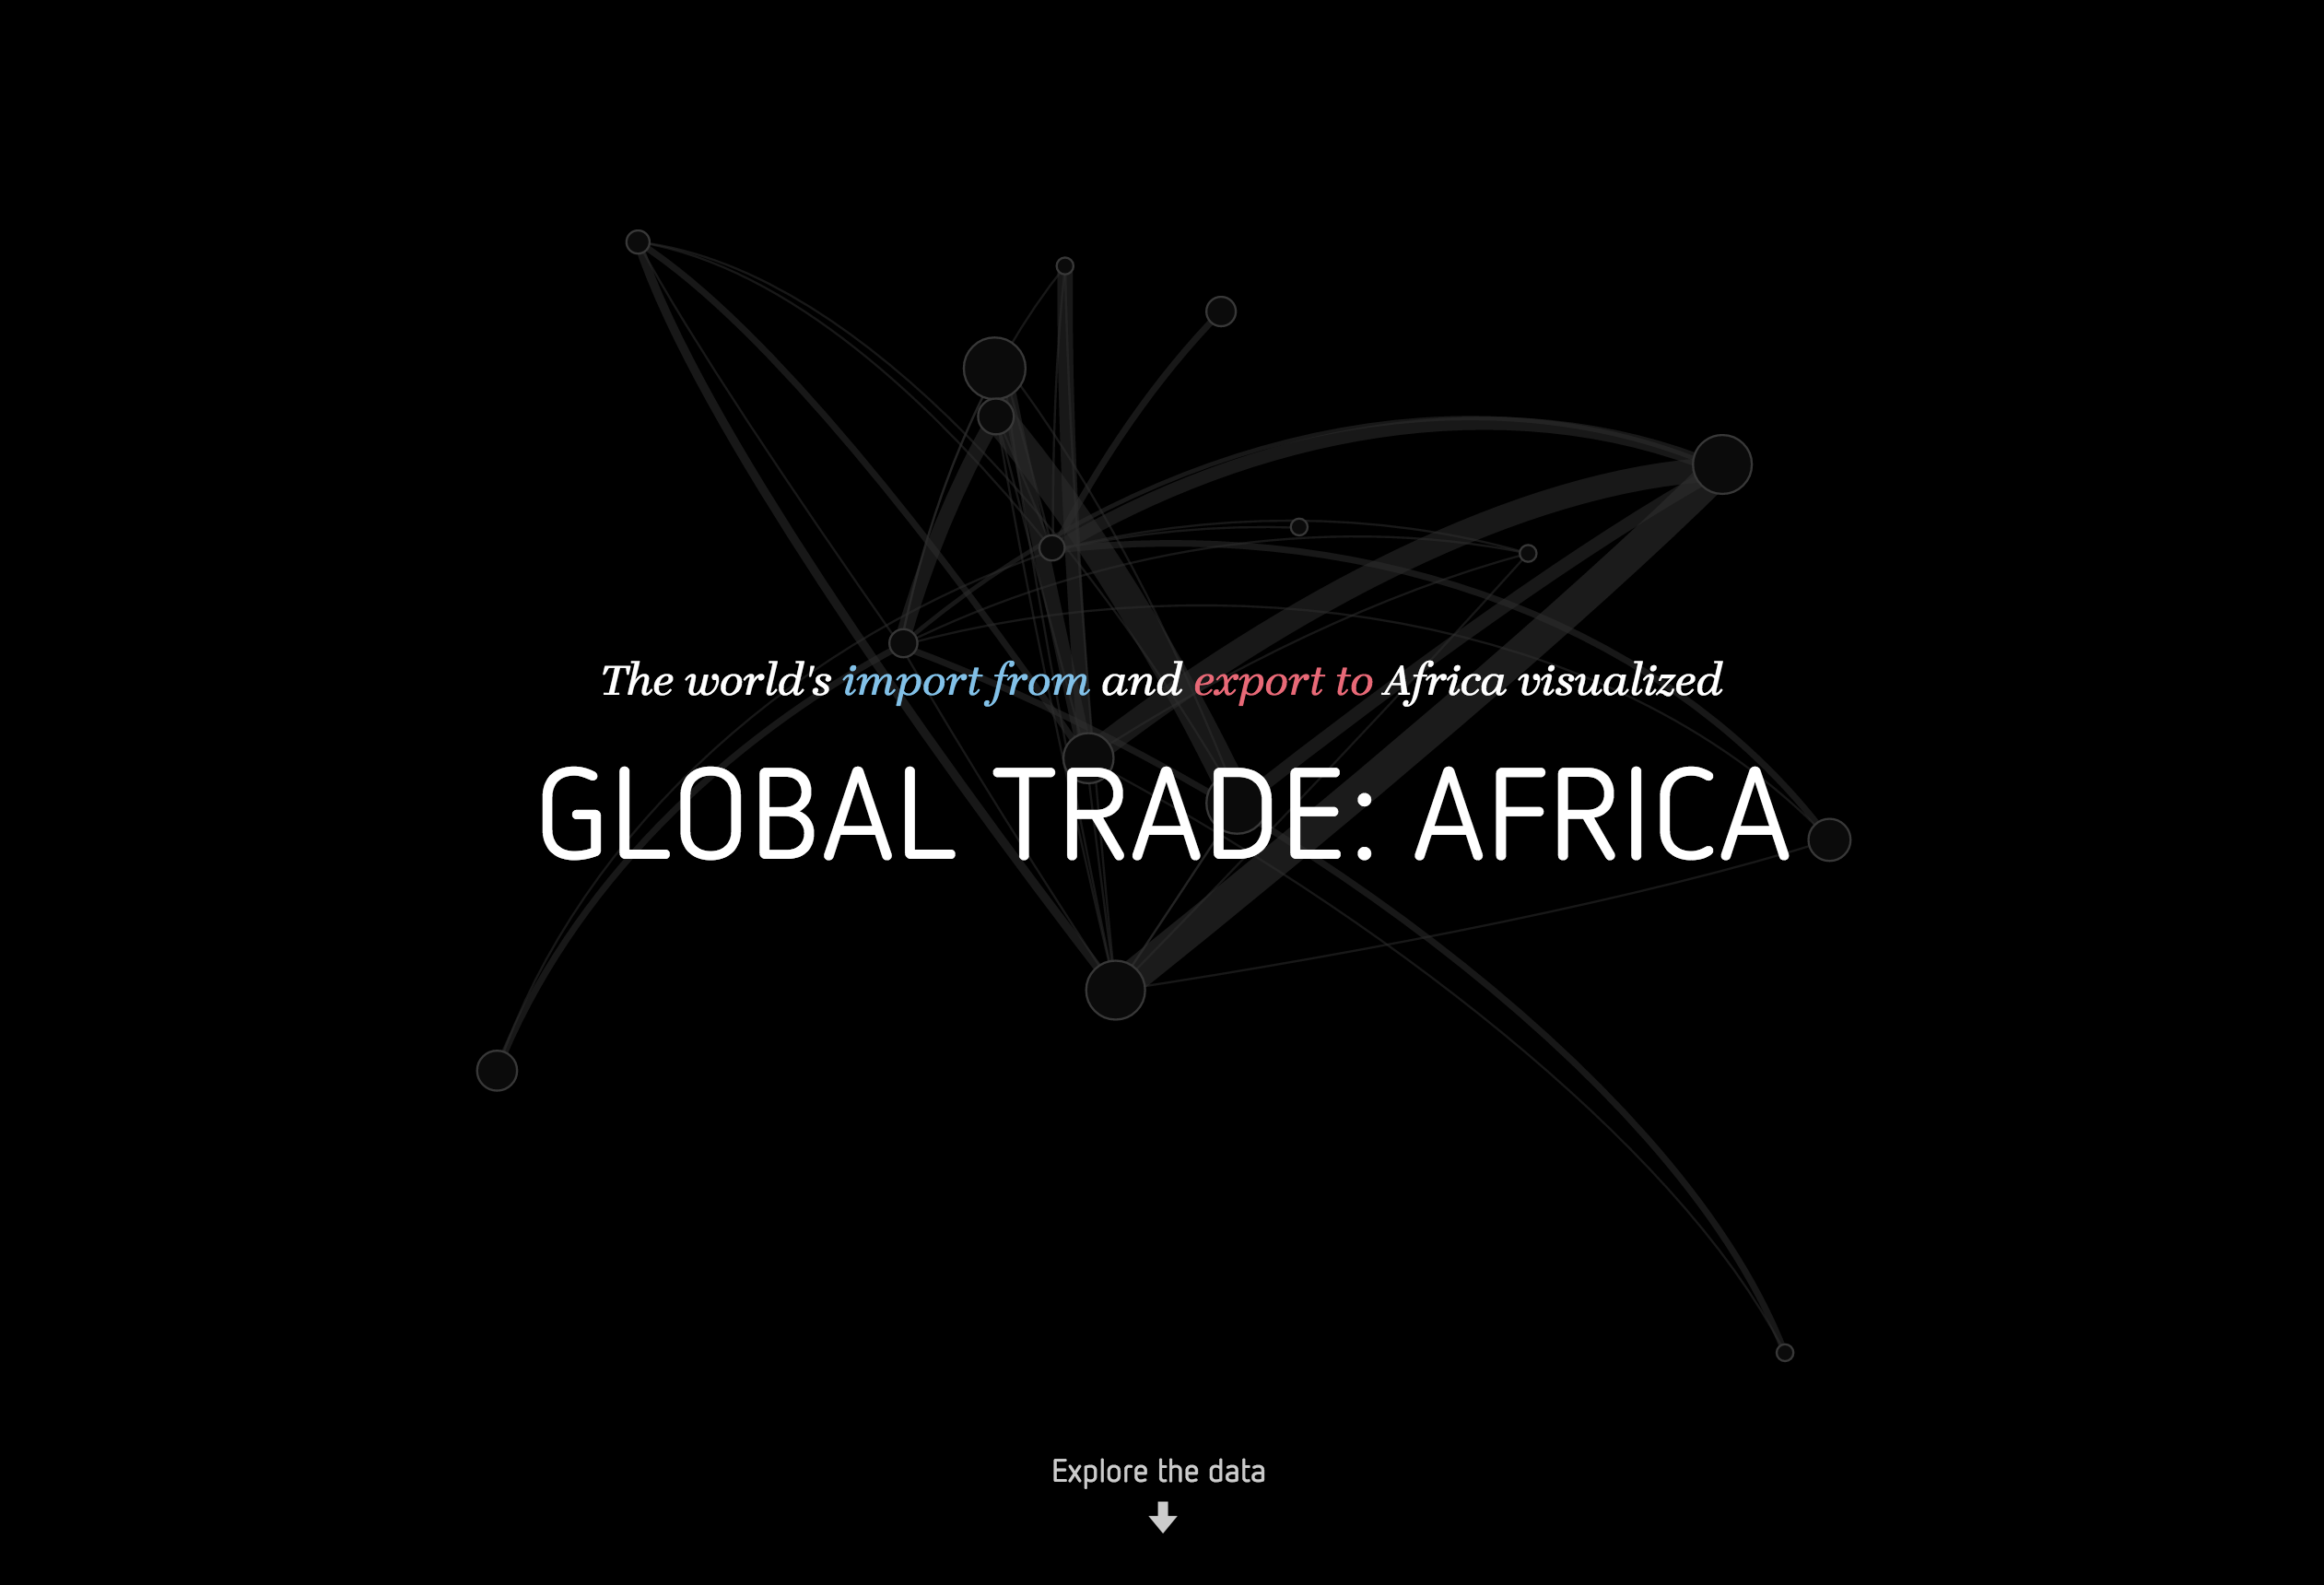 The world's import from and export to Africa visualized
GLOBAL TRADE: AFRICA
Explore the data